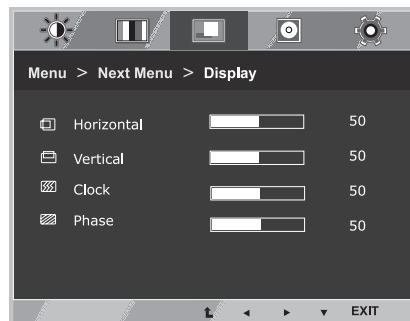 Menu > Next Menu > Display
Horizontal 50
Vertical 50
Clock 50
Phase 50
EXIT